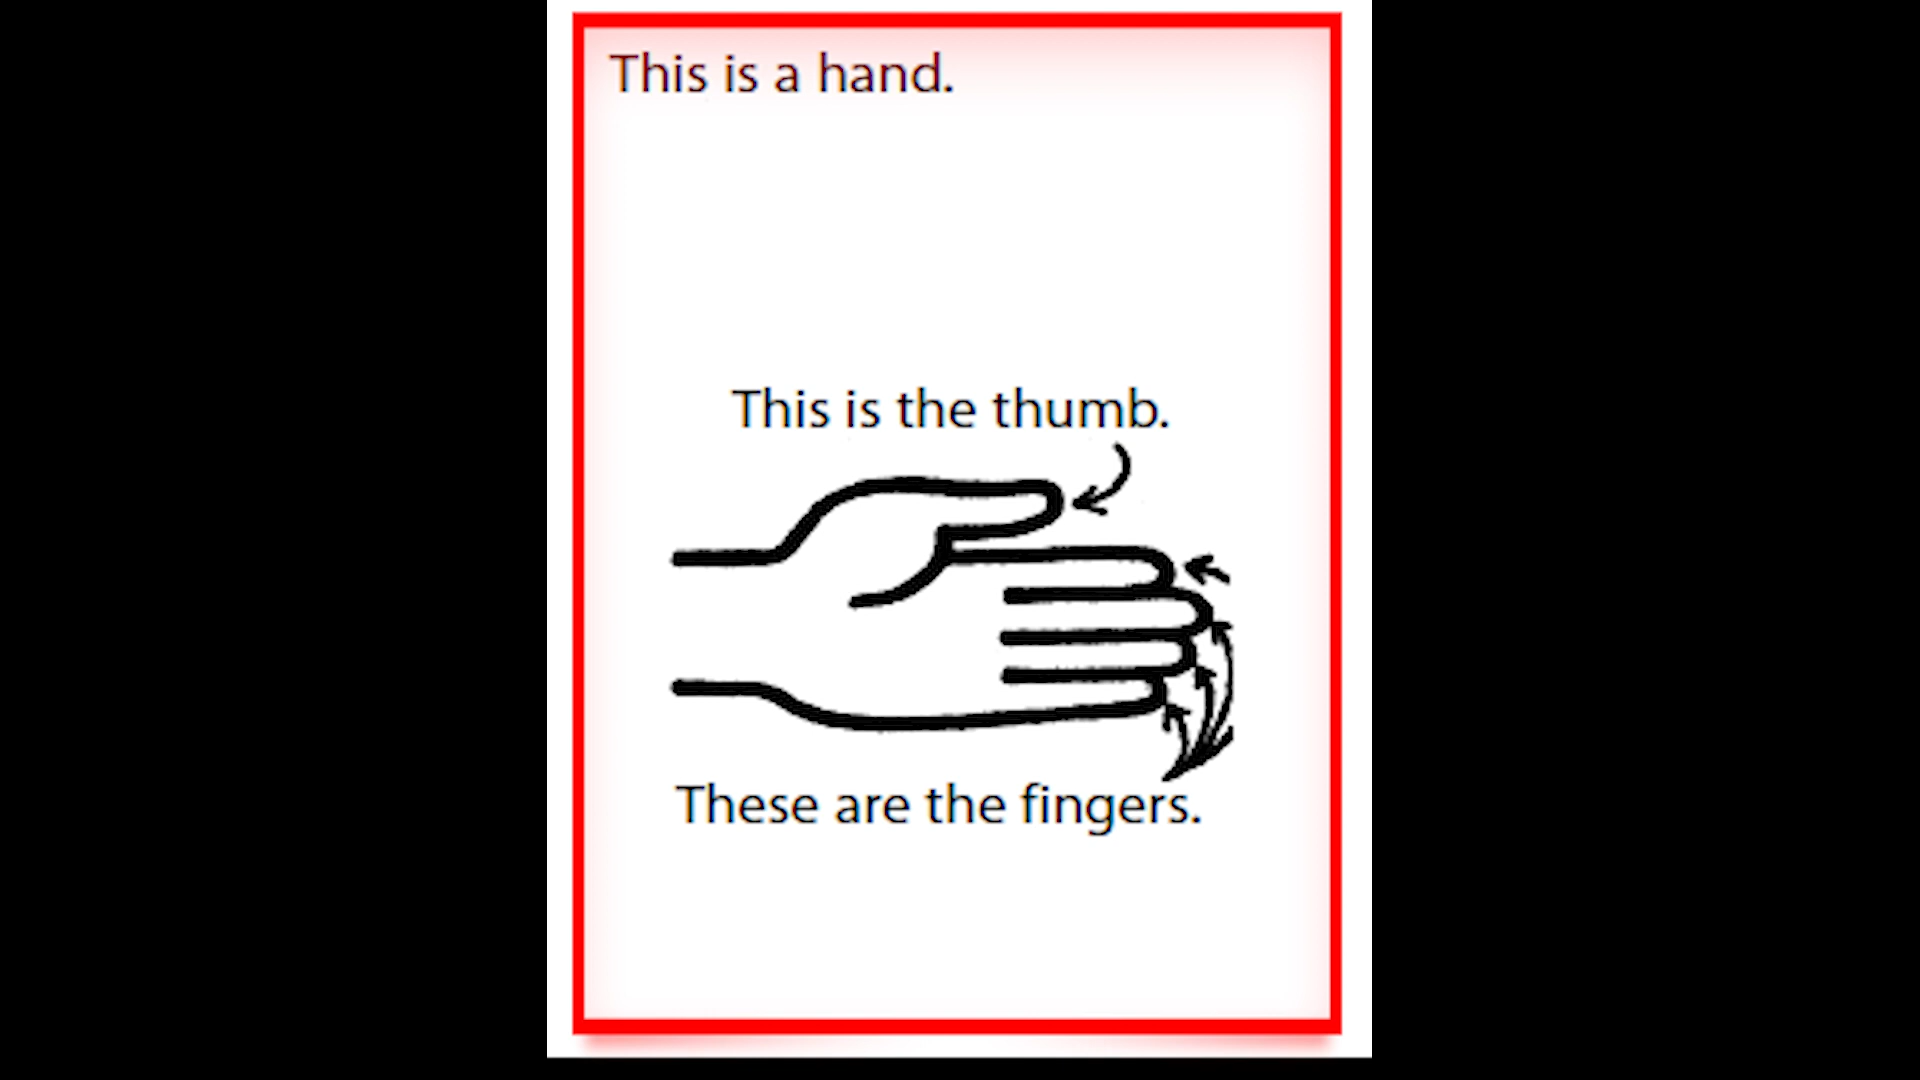 This is a hand.
This is the thumb.
These are the fingers.